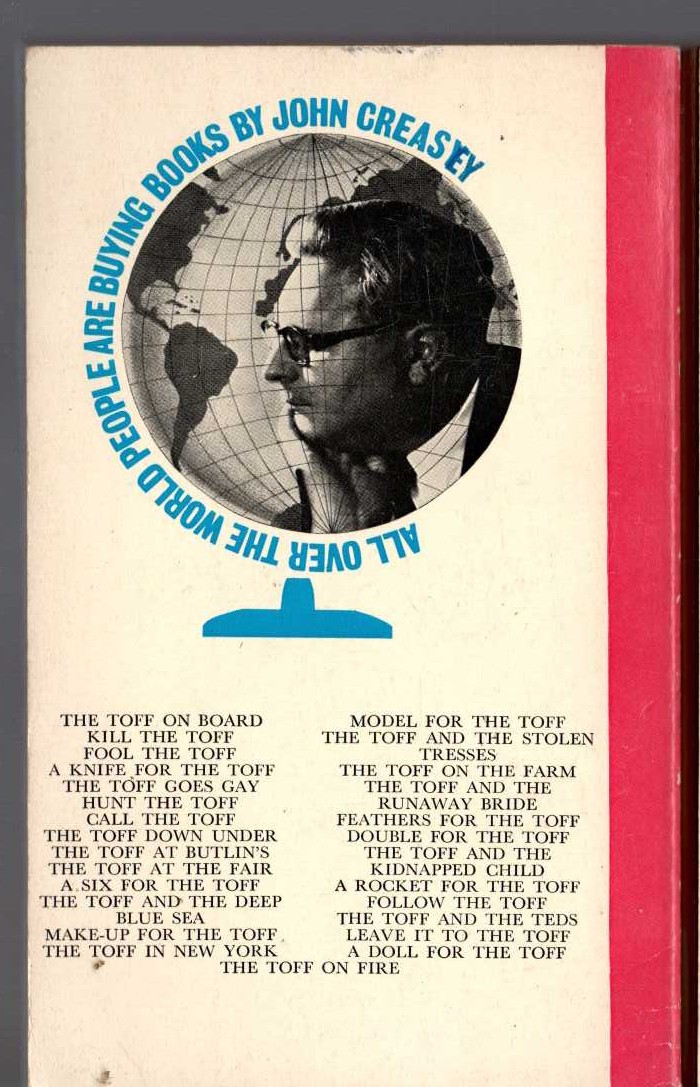 ALL OVER THE WORLD PEOPLE ARE BUYING BOOKS BY JOHN CREASEY
THE TOFF ON BOARD
KILL THE TOFF
FOOL THE TOFF
A KNIFE FOR THE TOFF
THE TOFF GOES GAY
HUNT THE TOFF
CALL THE TOFF
THE TOFF DOWN UNDER
THE TOFF AT BUTLIN'S
THE TOFF AT THE FAIR
A SIX FOR THE TOFF
THE TOFF AND THE DEEP
BLUE SEA
MAKE-UP FOR THE TOFF
THE TOFF IN NEW YORK
MODEL FOR THE TOFF
THE TOFF AND THE STOLEN
TRESSES
THE TOFF ON THE FARM
THE TOFF AND THE
RUNAWAY BRIDE
FEATHERS FOR THE TOFF
DOUBLE FOR THE TOFF
THE TOFF AND THE
KIDNAPPED CHILD
A ROCKET FOR THE TOFF
FOLLOW THE TOFF
THE TOFF AND THE TEDS
LEAVE IT TO THE TOFF
A DOLL FOR THE TOFF
THE TOFF ON FIRE